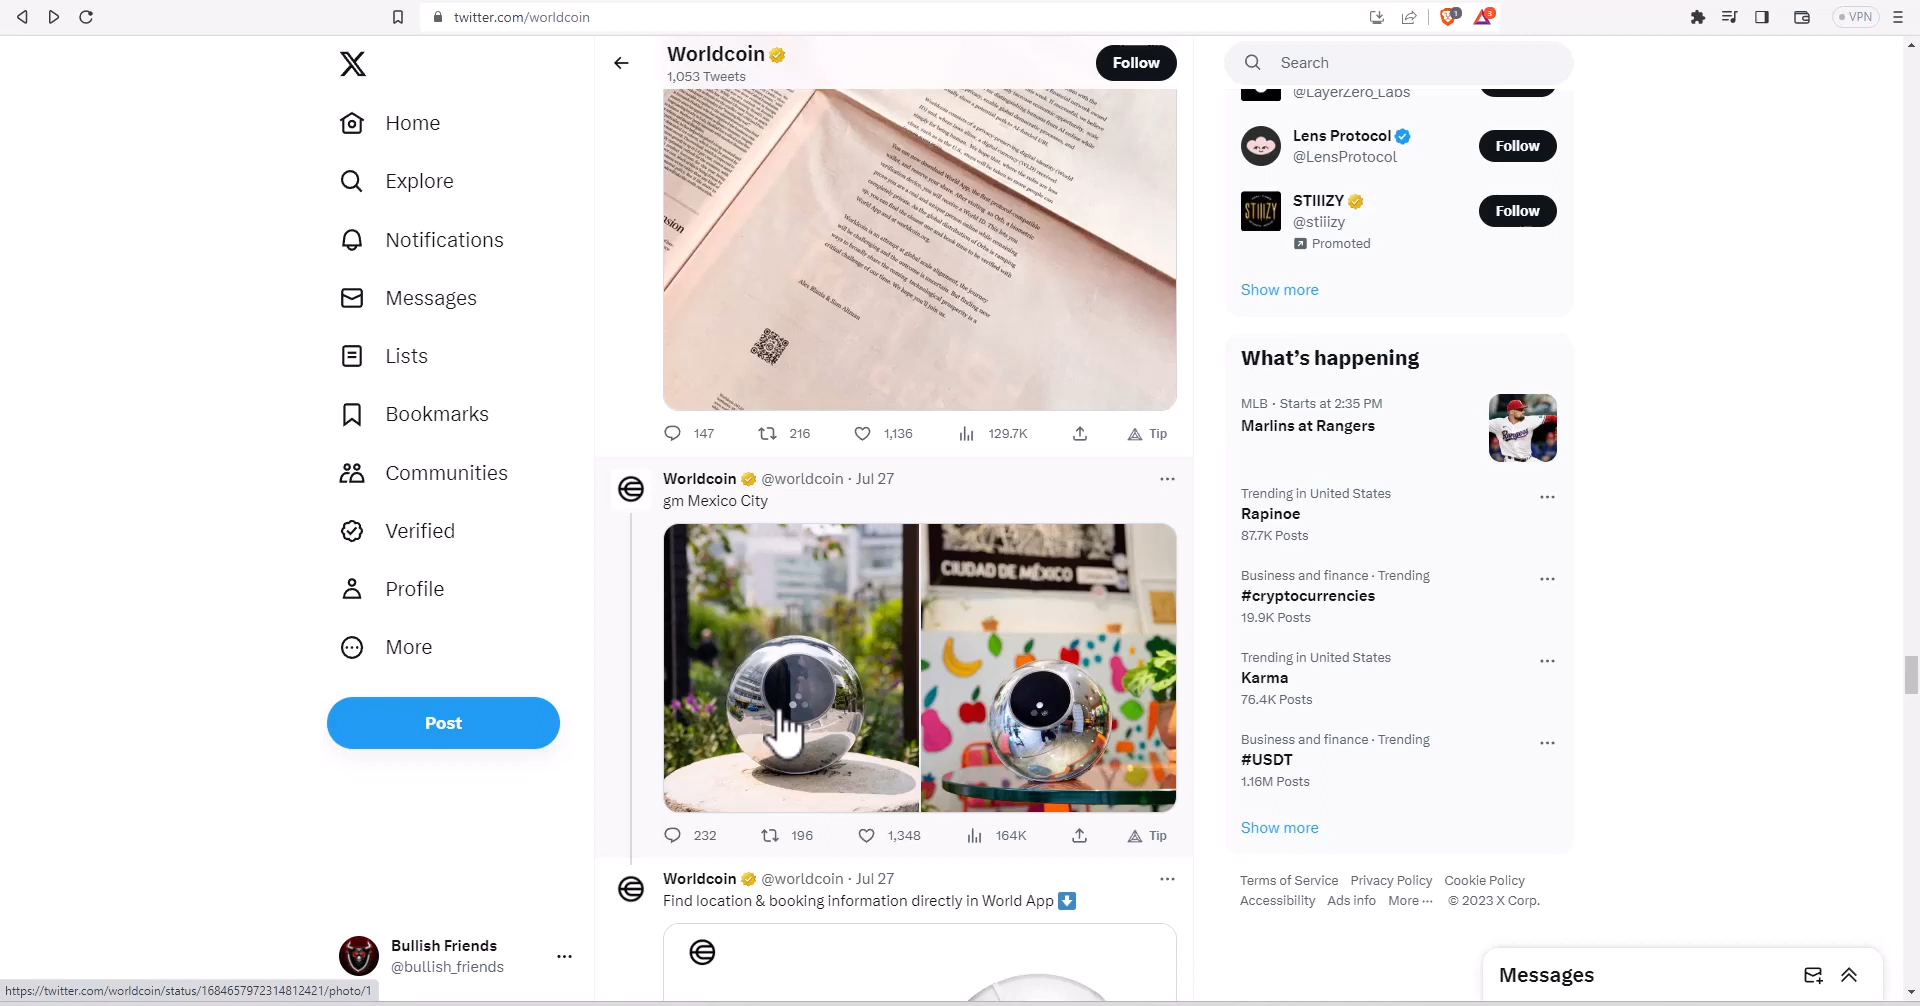 twitter.com/worldcoin
VPN
Home
Explore
Notifications
Messages
Lists
Bookmarks
Communities
Verified
Profile
More
Post
Bullish Friends
@bullish_friends
https://twitter.com/worldcoin/status/1684657972314812421/photo/1
Worldcoin
1,053 Tweets
Follow
Alex Blania & Sam Altman
147 216 1,136 129.7K Tip
Worldcoin @worldcoin · Jul 27
gm Mexico City
CIUDAD DE MÉXICO
232 196 1,348 164K Tip
Worldcoin @worldcoin · Jul 27
Find location & booking information directly in World App
Search
@LayerZero_Labs
Lens Protocol
@LensProtocol
Follow
STIIIZY
STIIIZY
@stiiizy
Follow
Promoted
Show more
What's happening
MLB · Starts at 2:35 PM
Marlins at Rangers
Rangers
Trending in United States
Rapinoe
87.7K Posts
Business and finance · Trending
#cryptocurrencies
19.9K Posts
Trending in United States
Karma
76.4K Posts
Business and finance · Trending
#USDT
1.16M Posts
Show more
Terms of Service Privacy Policy Cookie Policy
Accessibility Ads info More ··· © 2023 X Corp.
Messages